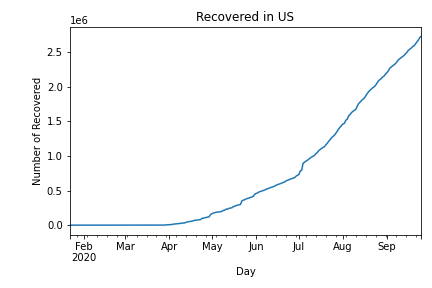 Recovered in US
1e6
Number of Recovered
2.5
2.0
1.5
1.0
0.5
0.0
Feb Mar Apr May Jun Jul Aug Sep
2020
Day